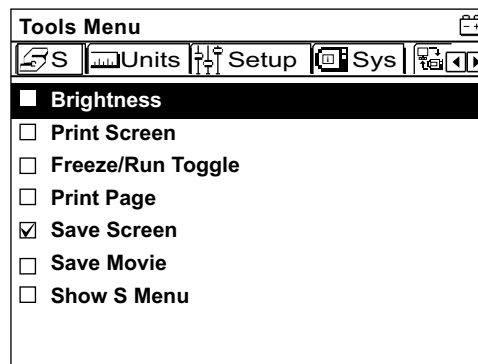 Tools Menu
S Units Setup Sys
Brightness
Print Screen
Freeze/Run Toggle
Print Page
Save Screen
Save Movie
Show S Menu